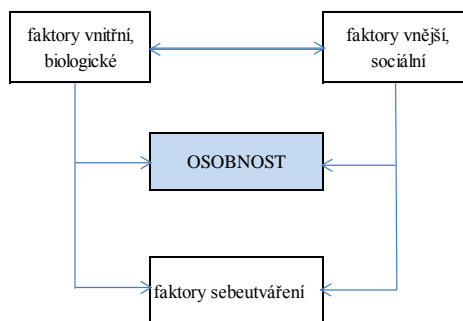 faktory vnitřní,
biologické
faktory vnější,
sociální
OSOBNOST
faktory sebeutváření